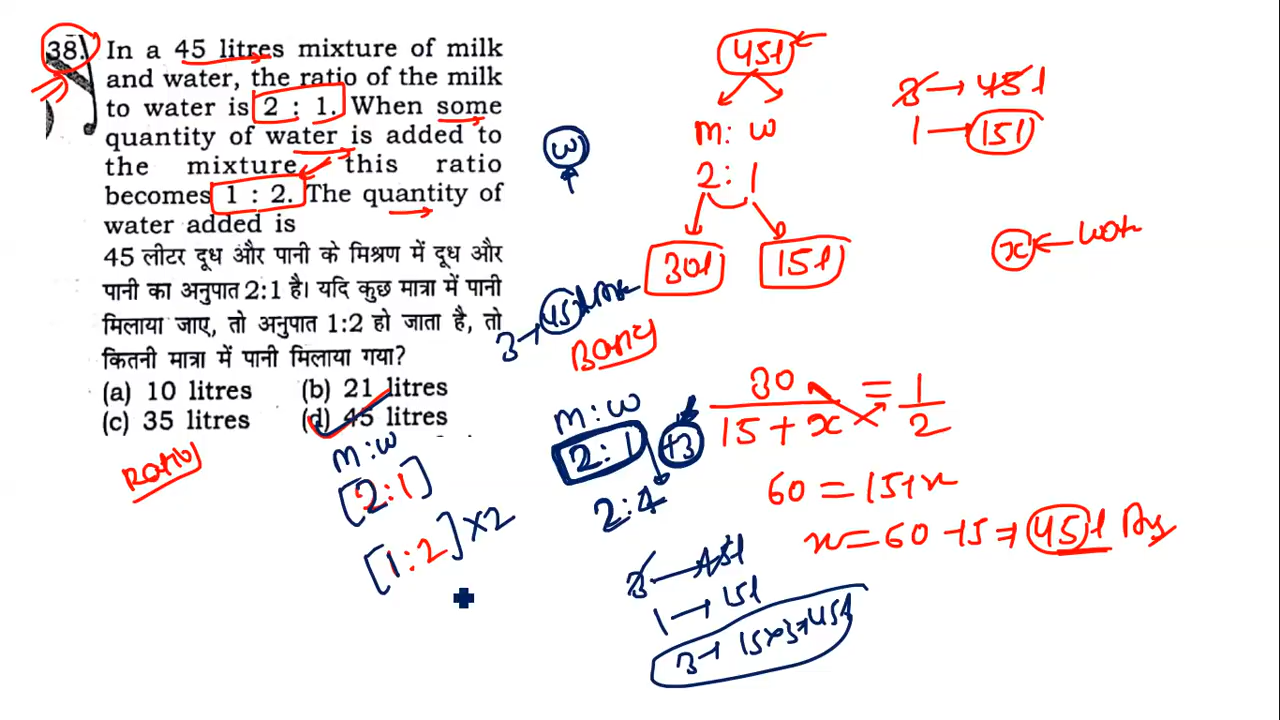 38. In a 45 litres mixture of milk
and water, the ratio of the milk
to water is 2 : 1. When some
quantity of water is added to
the mixture this ratio
becomes 1 : 2. The quantity of
water added is
45 लीटर दूध और पानी के मिश्रण में दूध और
पानी का अनुपात 2:1 है। यदि कुछ मात्रा में पानी
मिलाया जाए, तो अनुपात 1:2 हो जाता है, तो
कितनी मात्रा में पानी मिलाया गया?
(a) 10 litres (b) 21 litres
(c) 35 litres (d) 45 litres
Ratio
m:w
[2:1]
[1:2]×2
w
45l
m:w
2:1
30l 15l
3→45l
1→15l
x ← wat
3→45l Ans
m:w
2:1 +3
2:4
3→45l
1→15l
3→15×3=45l
30/15+x = 1/2
60=15+x
x=60-15=45l Ans